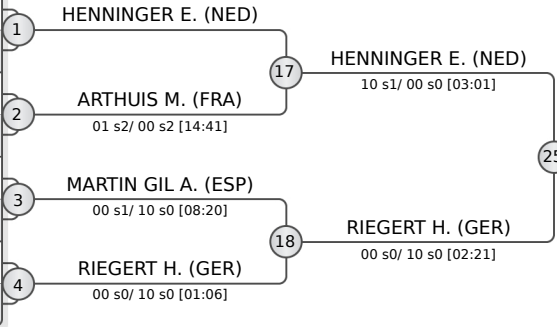 HENNINGER E. (NED)
1
17
HENNINGER E. (NED)
10 s1/ 00 s0 [03:01]
ARTHUIS M. (FRA)
2
01 s2/ 00 s2 [14:41]
25
MARTIN GIL A. (ESP)
3
00 s1/ 10 s0 [08:20]
18
RIEGERT H. (GER)
00 s0/ 10 s0 [02:21]
RIEGERT H. (GER)
4
00 s0/ 10 s0 [01:06]